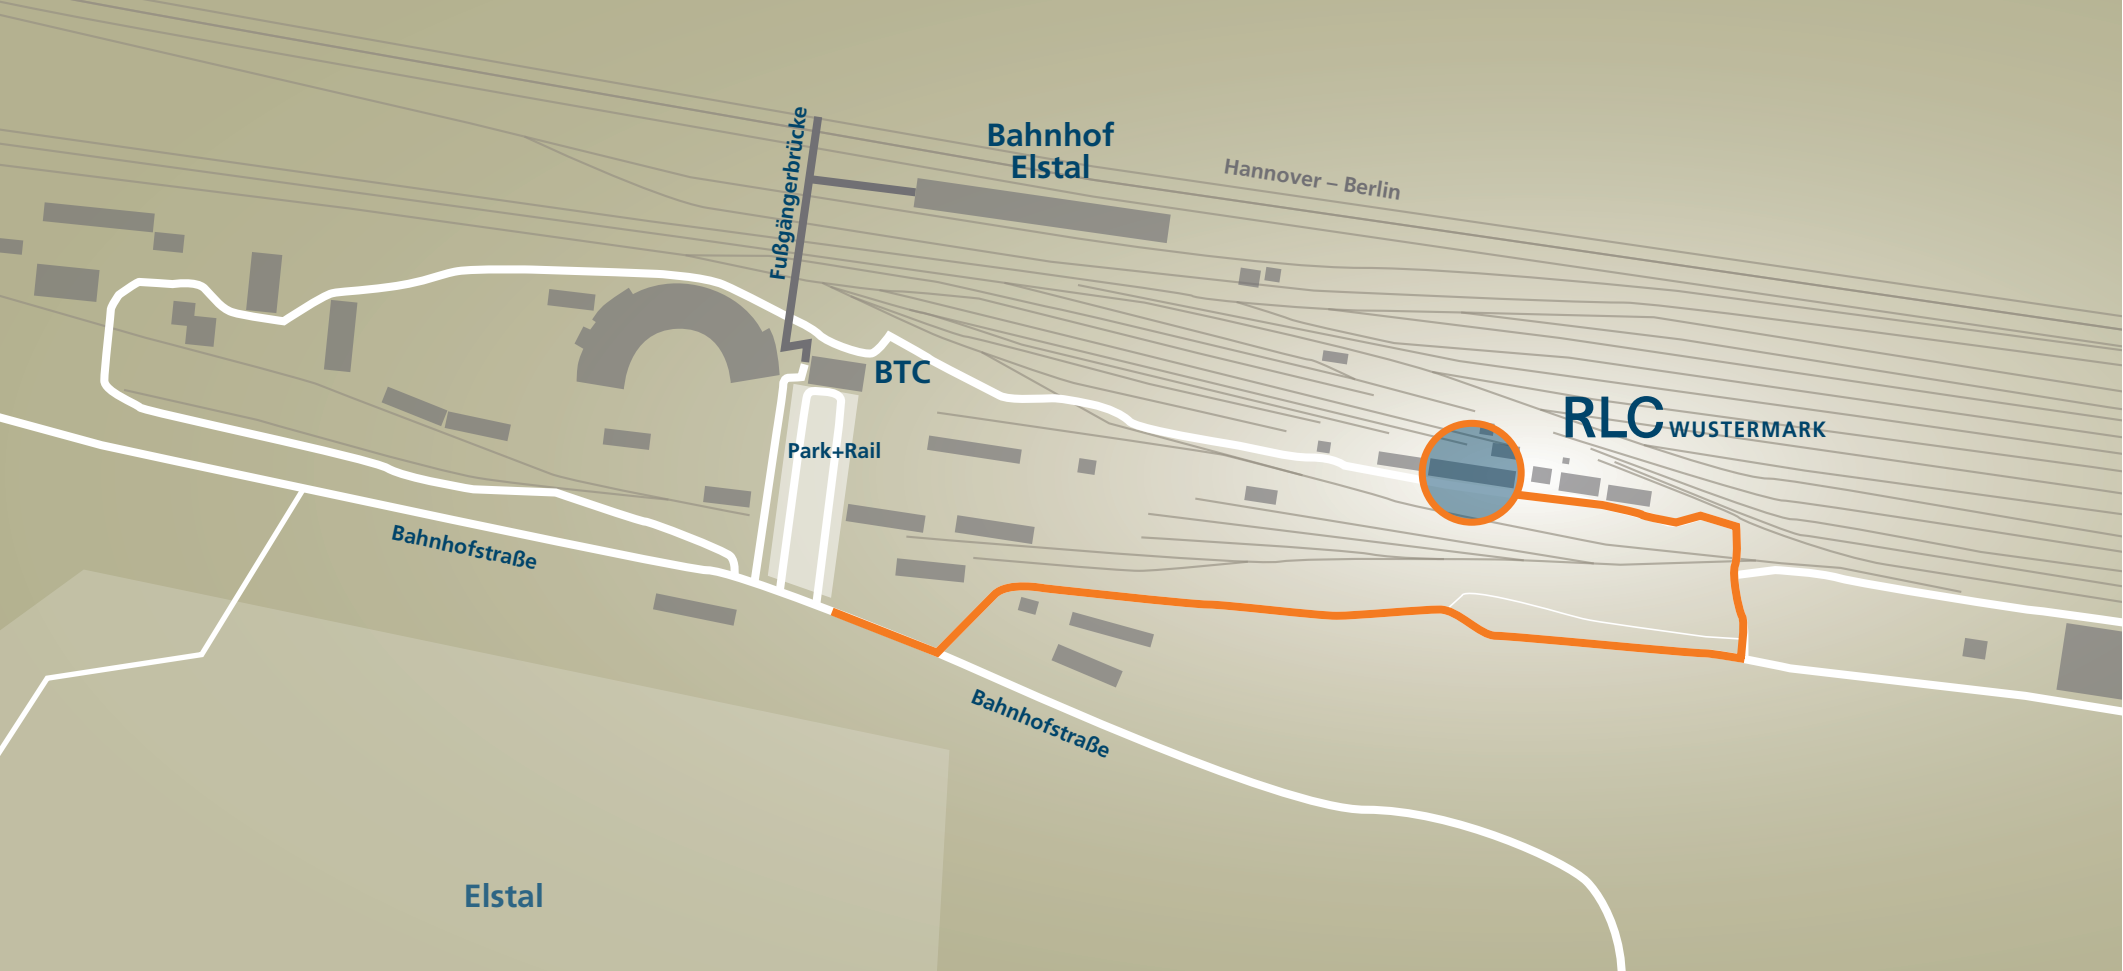 Fußgängerbrücke
Bahnhof
Elstal
Hannover – Berlin
BTC
RLC WUSTERMARK
Park+Rail
Bahnhofstraße
Bahnhofstraße
Elstal